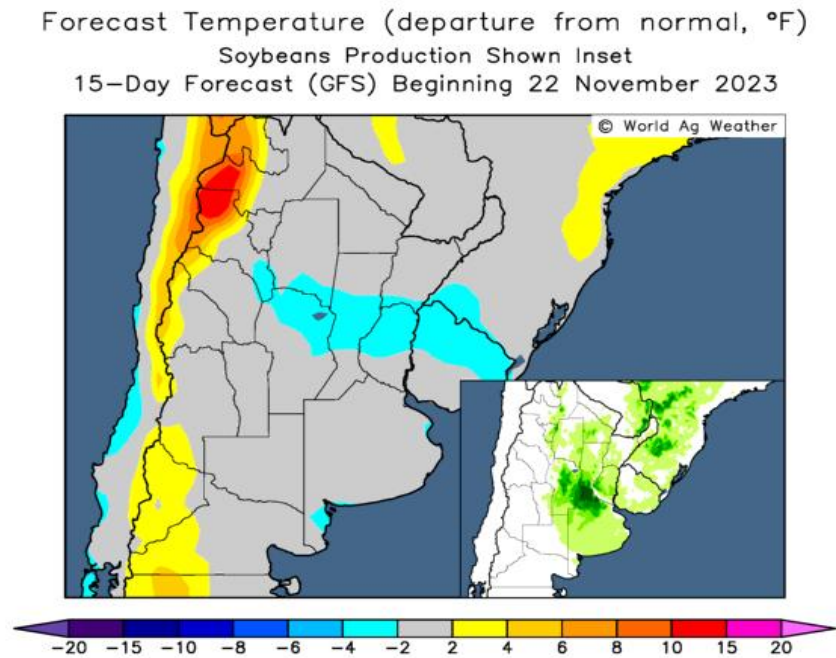 Forecast Temperature (departure from normal, °F)
Soybeans Production Shown Inset
15-Day Forecast (GFS) Beginning 22 November 2023
© World Ag Weather
-20 -15 -10 -8 -6 -4 -2 2 4 6 8 10 15 20